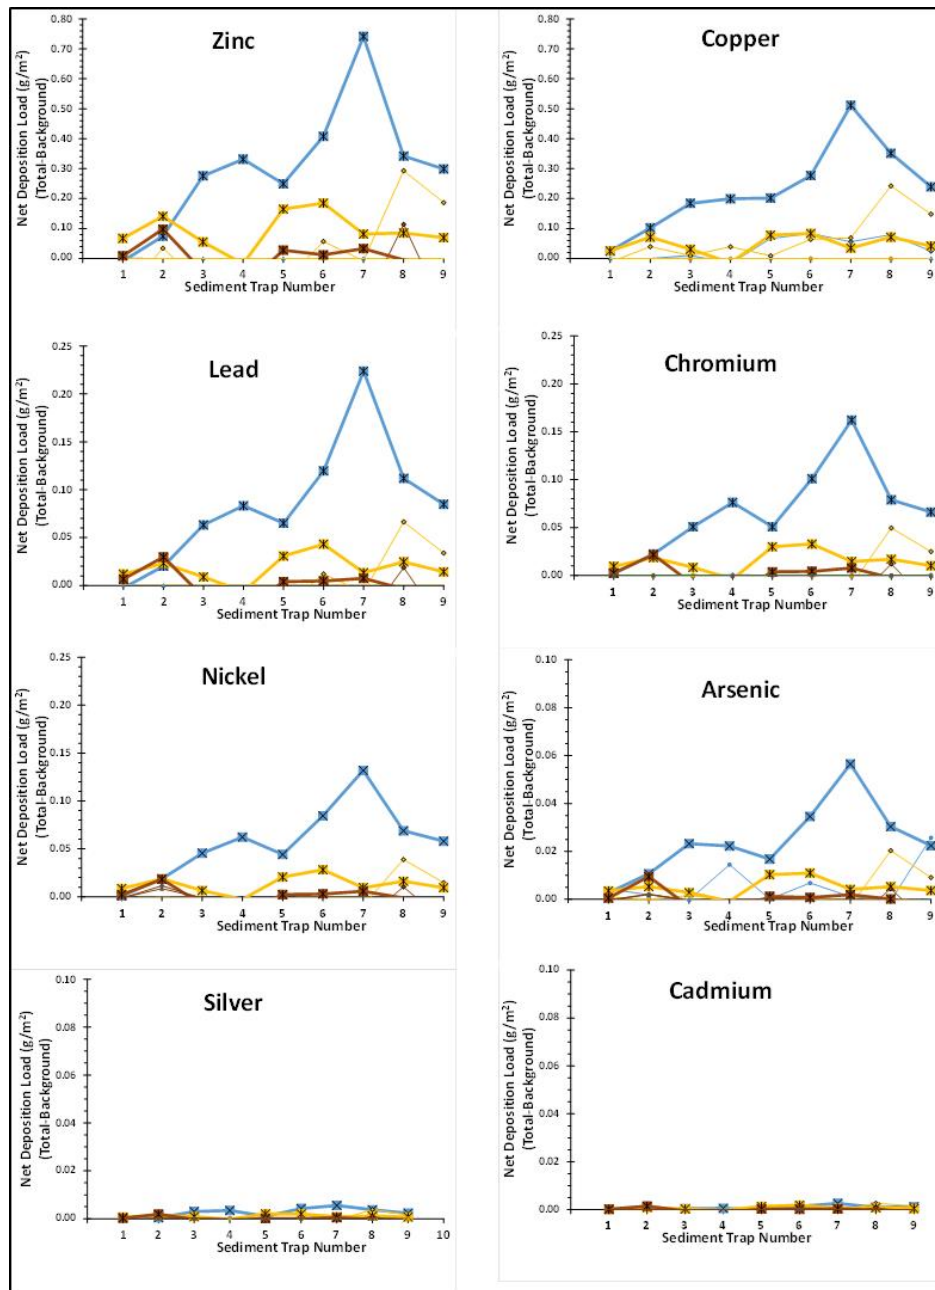 Zinc
Net Deposition Load (g/m²)
(Total-Background)
0.80
0.70
0.60
0.50
0.40
0.30
0.20
0.10
0.00
1 2 3 4 5 6 7 8 9
Sediment Trap Number
Copper
Net Deposition Load (g/m²)
(Total-Background)
0.80
0.70
0.60
0.50
0.40
0.30
0.20
0.10
0.00
1 2 3 4 5 6 7 8 9
Sediment Trap Number
Lead
Net Deposition Load (g/m²)
(Total-Background)
0.25
0.20
0.15
0.10
0.05
0.00
1 2 3 4 5 6 7 8 9
Sediment Trap Number
Chromium
Net Deposition Load (g/m²)
(Total-Background)
0.25
0.20
0.15
0.10
0.05
0.00
1 2 3 4 5 6 7 8 9
Sediment Trap Number
Nickel
Net Deposition Load (g/m²)
(Total-Background)
0.25
0.20
0.15
0.10
0.05
0.00
1 2 3 4 5 6 7 8 9
Sediment Trap Number
Arsenic
Net Deposition Load (g/m²)
(Total-Background)
0.10
0.08
0.06
0.04
0.02
0.00
1 2 3 4 5 6 7 8 9
Sediment Trap Number
Silver
Net Deposition Load (g/m²)
(Total-Background)
0.10
0.08
0.06
0.04
0.02
0.00
1 2 3 4 5 6 7 8 9 10
Sediment Trap Number
Cadmium
Net Deposition Load (g/m²)
(Total-Background)
0.10
0.08
0.06
0.04
0.02
0.00
1 2 3 4 5 6 7 8 9
Sediment Trap Number